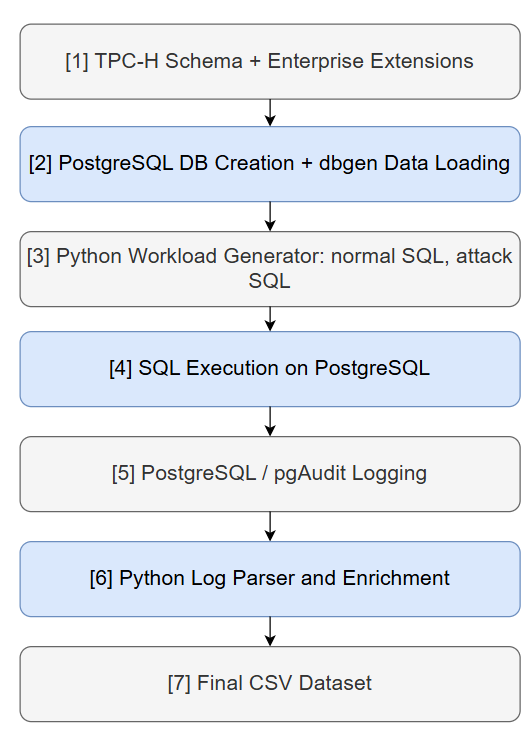 [1] TPC-H Schema + Enterprise Extensions
[2] PostgreSQL DB Creation + dbgen Data Loading
[3] Python Workload Generator: normal SQL, attack
SQL
[4] SQL Execution on PostgreSQL
[5] PostgreSQL / pgAudit Logging
[6] Python Log Parser and Enrichment
[7] Final CSV Dataset